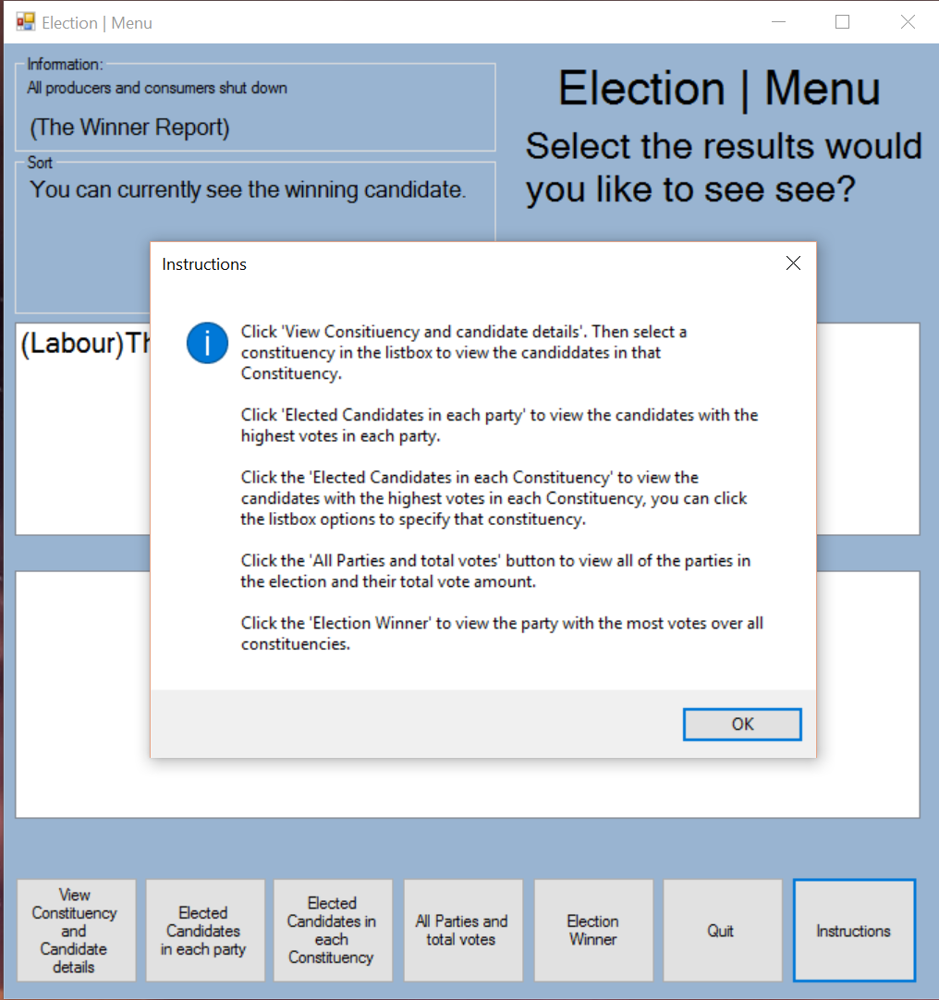 Election | Menu
Information:
All producers and consumers shut down
(The Winner Report)
Sort
You can currently see the winning candidate.
Election | Menu
Select the results would
you like to see see?
(Labour)Th
Instructions
Click 'View Consitiuency and candidate details'. Then select a
constituency in the listbox to view the candiddates in that
Constituency.
Click 'Elected Candidates in each party' to view the candidates with the
highest votes in each party.
Click the 'Elected Candidates in each Constituency' to view the
candidates with the highest votes in each Constituency, you can click
the listbox options to specify that constituency.
Click the 'All Parties and total votes' button to view all of the parties in
the election and their total vote amount.
Click the 'Election Winner' to view the party with the most votes over all
constituencies.
OK
View
Constituency
and
Candidate
details
Elected
Candidates
in each party
Elected
Candidates in
each
Constituency
All Parties and
total votes
Election
Winner
Quit
Instructions